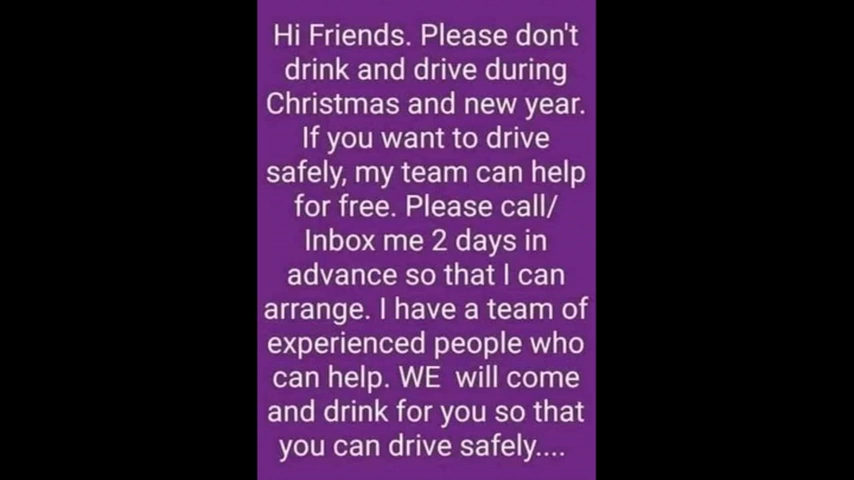 Hi Friends. Please don't
drink and drive during
Christmas and new year.
If you want to drive
safely, my team can help
for free. Please call/
Inbox me 2 days in
advance so that I can
arrange. I have a team of
experienced people who
can help. WE  will come
and drink for you so that
you can drive safely....